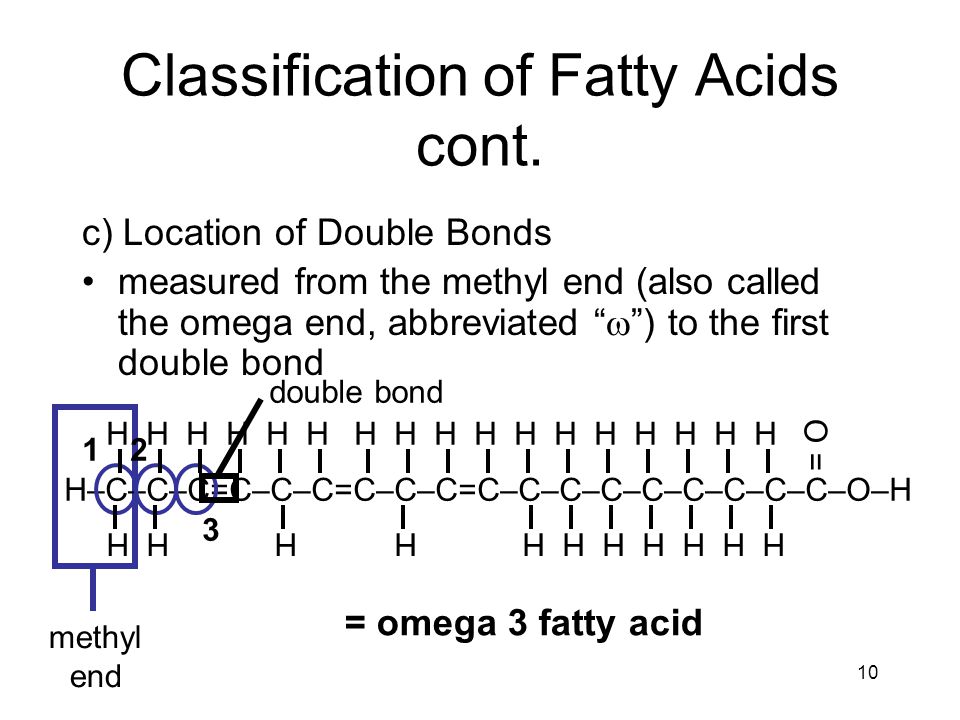 Classification of Fatty Acids
cont.
c) Location of Double Bonds
• measured from the methyl end (also called
the omega end, abbreviated “ω”) to the first
double bond
double bond
H H H H H H H H H H H H H H H H H O
1 2 =
H–C–C–C=C–C–C=C–C–C=C–C–C–C–C–C–C–C–C–O–H
3
H H H H H H H H H H H
= omega 3 fatty acid
methyl
end
10